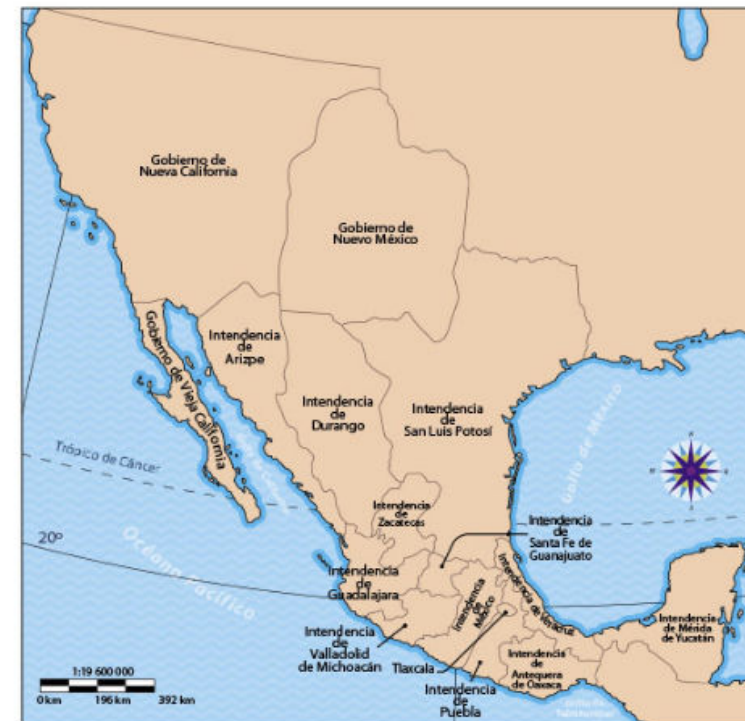 Gobierno de
Nueva California
Gobierno de
Nuevo México
Intendencia
de
Arizpe
Gobierno de Vieja California
Intendencia
de
Durango
Intendencia
de
San Luis Potosí
Golfo de México
Trópico de Cáncer
Intendencia
de
Zacatecas
Intendencia
de
Santa Fe de
Guanajuato
20º
Océano Pacífico
Intendencia
de
Guadalajara
Intendencia
de
México
Intendencia de Veracruz
Intendencia
de Mérida de
Yucatán
Intendencia
de
Valladolid
de Michoacán
Tlaxcala
Intendencia
de
Antequera
de Oaxaca
Intendencia
de
Puebla
Golfo de
Tehuantepec
1:19 600 000
0 km 196 km 392 km